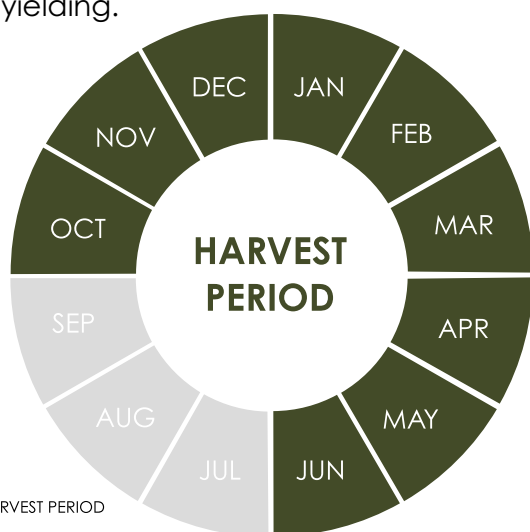 yielding.
DEC
JAN
NOV
FEB
OCT
MAR
HARVEST
PERIOD
SEP
APR
AUG
MAY
JUL
JUN
RVEST PERIOD